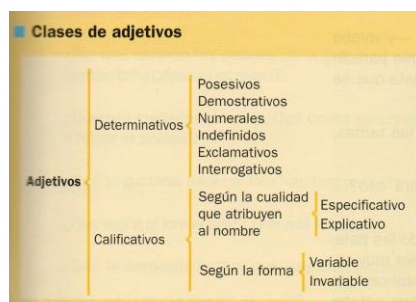 Clases de adjetivos
Adjetivos
Determinativos
Posesivos
Demostrativos
Numerales
Indefinidos
Exclamativos
Interrogativos
Calificativos
Según la cualidad
que atribuyen
al nombre
Especificativo
Explicativo
Según la forma
Variable
Invariable